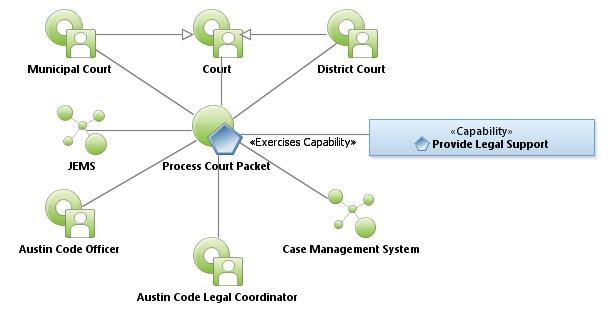 Municipal Court
Court
District Court
JEMS
Process Court Packet
«Exercises Capability»
«Capability»
Provide Legal Support
Austin Code Officer
Case Management System
Austin Code Legal Coordinator